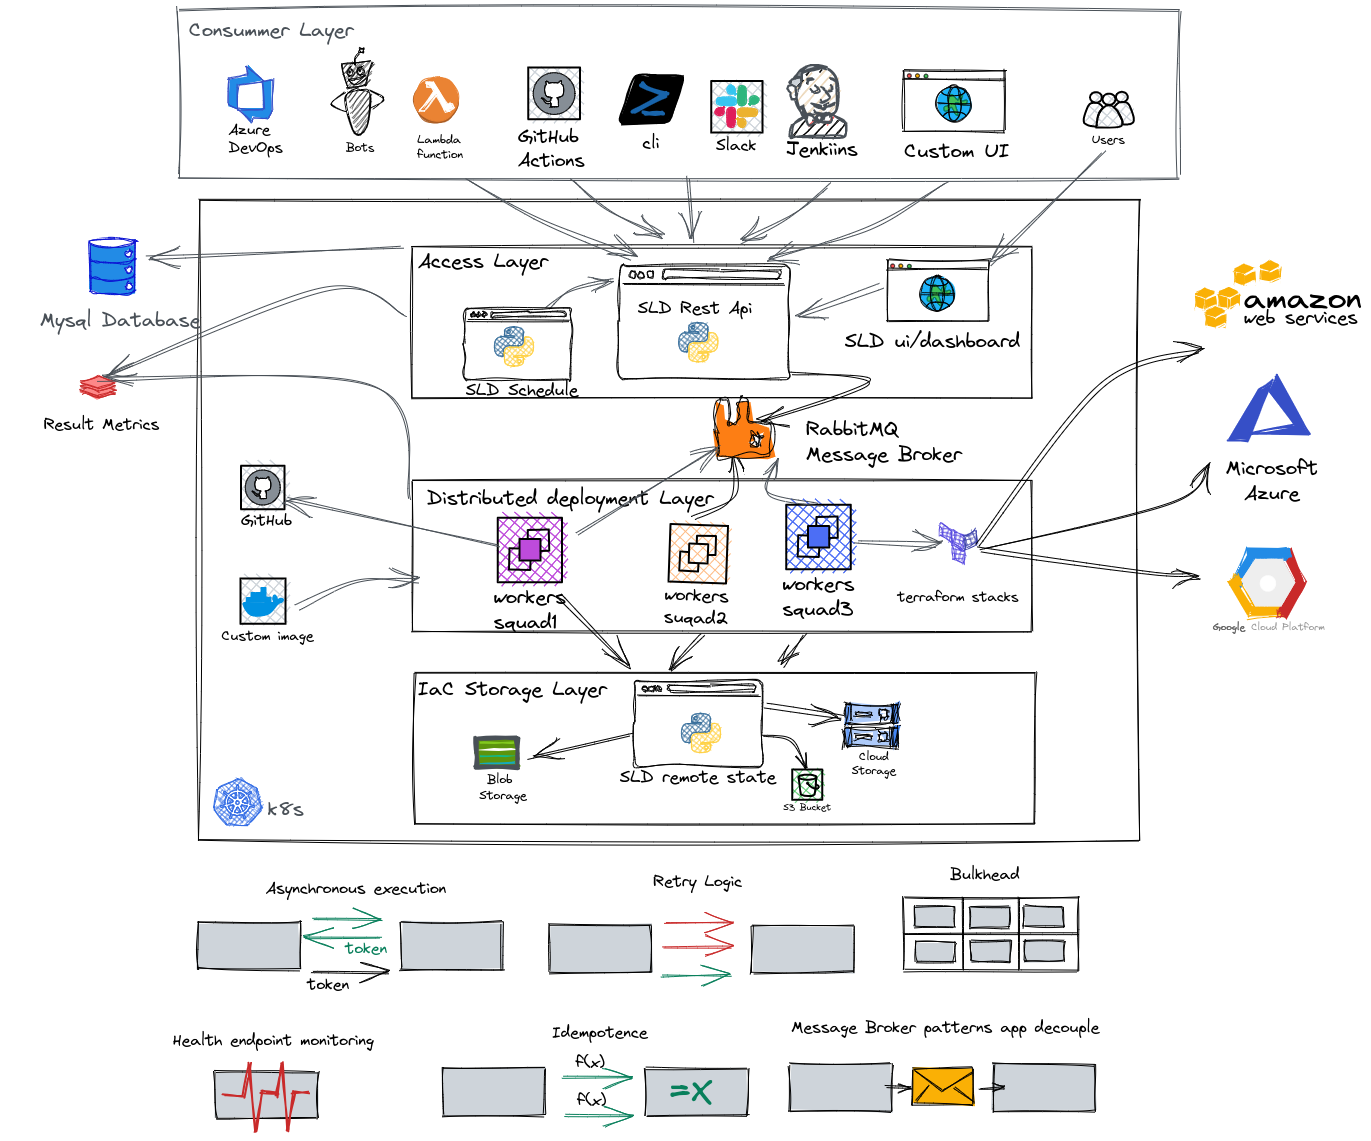 Consummer Layer
Azure
DevOps
Bots
Lambda
function
GitHub
Actions
cli
Slack
Jenkiins
Custom UI
Users
Access Layer
SLD Rest Api
SLD Schedule
SLD ui/dashboard
Mysql Database
Result Metrics
RabbitMQ
Message Broker
amazon
web services
Microsoft
Azure
Google Cloud Platform
GitHub
Custom image
Distributed deployment Layer
workers
squad1
workers
suqad2
workers
squad3
terraform stacks
IaC Storage Layer
SLD remote state
Blob
Storage
Cloud
Storage
S3 Bucket
k8s
Asynchronous execution
token
token
Retry Logic
Bulkhead
Health endpoint monitoring
Idempotence
f(x)
f(x)
=X
Message Broker patterns app decouple